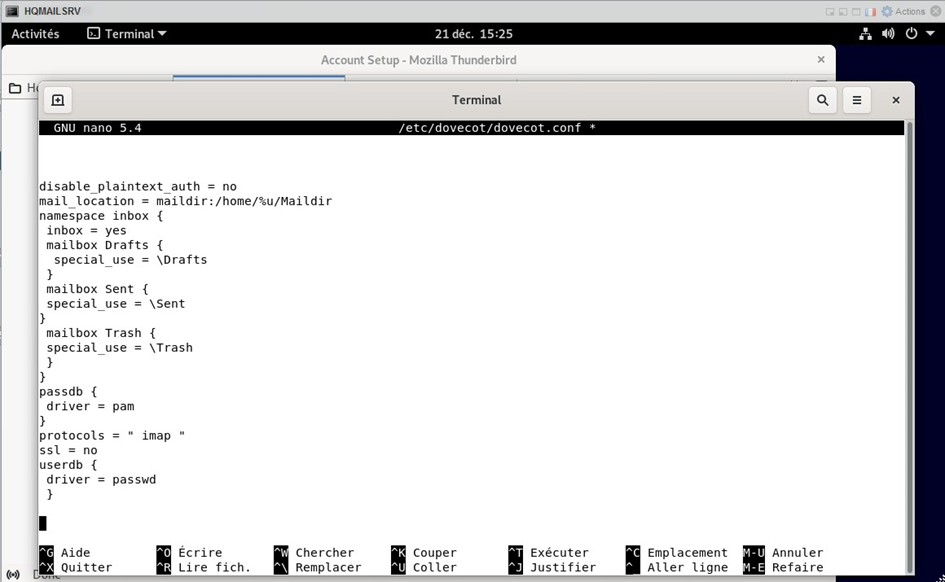 HQMAILSRV
Actions
Activités
Terminal
21 déc. 15:25
Account Setup - Mozilla Thunderbird
Terminal
GNU nano 5.4 /etc/dovecot/dovecot.conf *
disable_plaintext_auth = no
mail_location = maildir:/home/%u/Maildir
namespace inbox {
inbox = yes
mailbox Drafts {
special_use = \Drafts
}
mailbox Sent {
special_use = \Sent
}
mailbox Trash {
special_use = \Trash
}
}
passdb {
driver = pam
}
protocols = " imap "
ssl = no
userdb {
driver = passwd
}
^G Aide ^O Écrire ^W Chercher ^K Couper ^T Exécuter ^C Emplacement M-U Annuler
^X Quitter ^R Lire fich. ^\ Remplacer ^U Coller ^J Justifier ^_ Aller ligne M-E Refaire